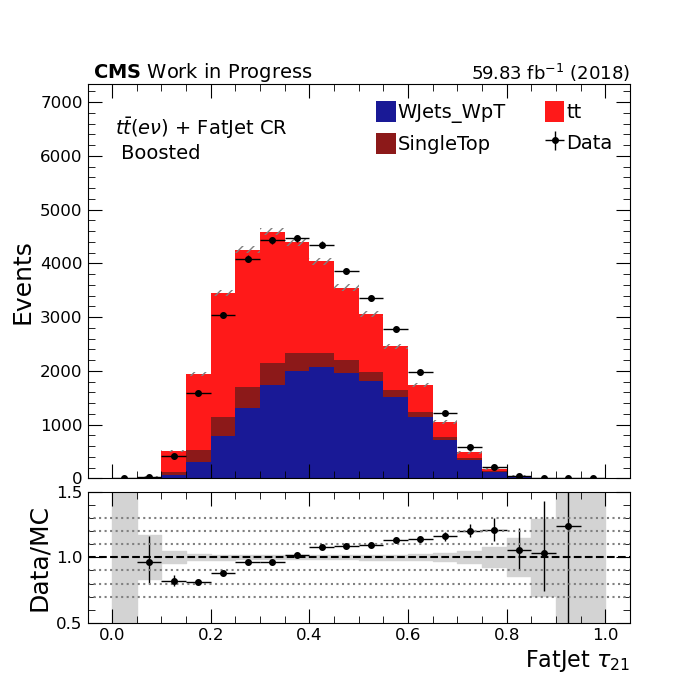 CMS Work in Progress 59.83 fb⁻¹ (2018)
tt̄(eν) + FatJet CR
Boosted
WJets_WpT tt
SingleTop Data
Events
7000
6000
5000
4000
3000
2000
1000
0
Data/MC
1.5
1.0
0.5
0.0 0.2 0.4 0.6 0.8 1.0
FatJet τ₂₁